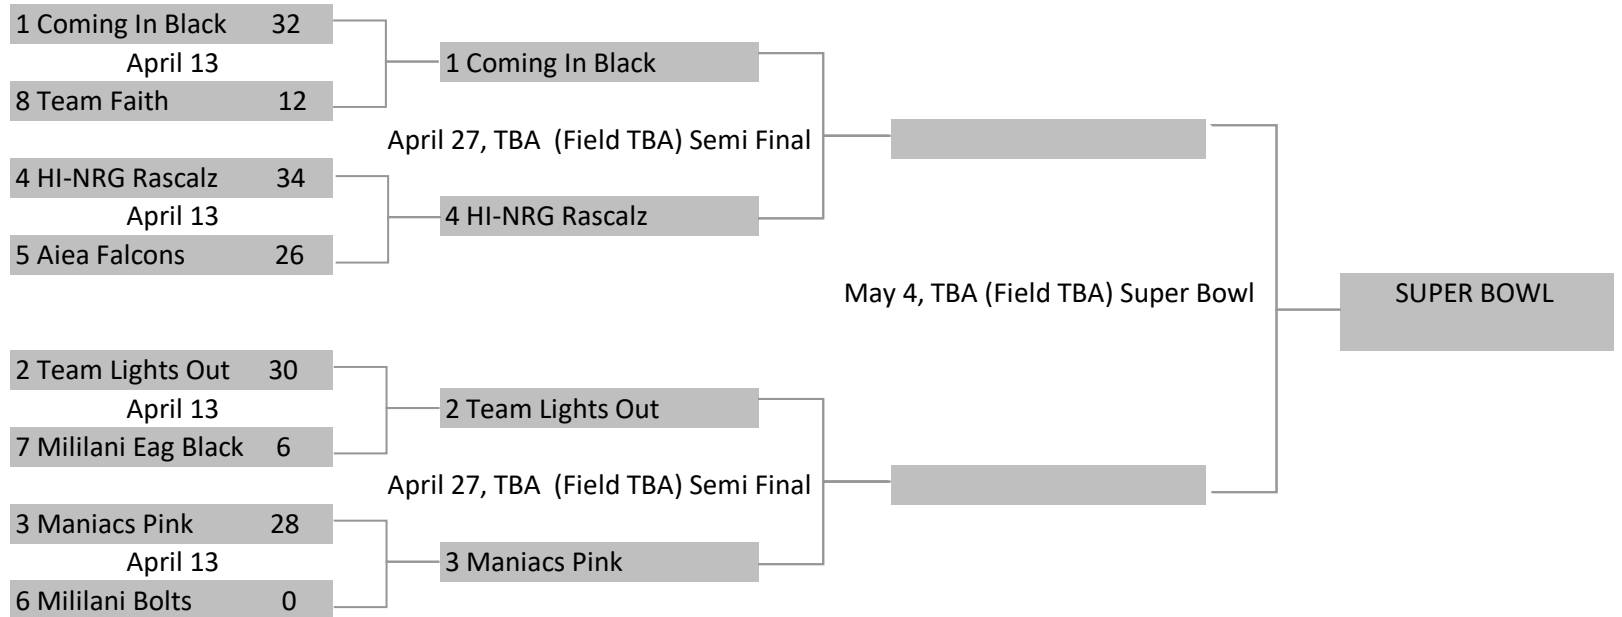 1 Coming In Black 32
April 13
8 Team Faith 12
1 Coming In Black
April 27, TBA (Field TBA) Semi Final
4 HI-NRG Rascalz 34
April 13
5 Aiea Falcons 26
4 HI-NRG Rascalz
May 4, TBA (Field TBA) Super Bowl
SUPER BOWL
2 Team Lights Out 30
April 13
7 Mililani Eag Black 6
2 Team Lights Out
April 27, TBA (Field TBA) Semi Final
3 Maniacs Pink 28
April 13
6 Mililani Bolts 0
3 Maniacs Pink